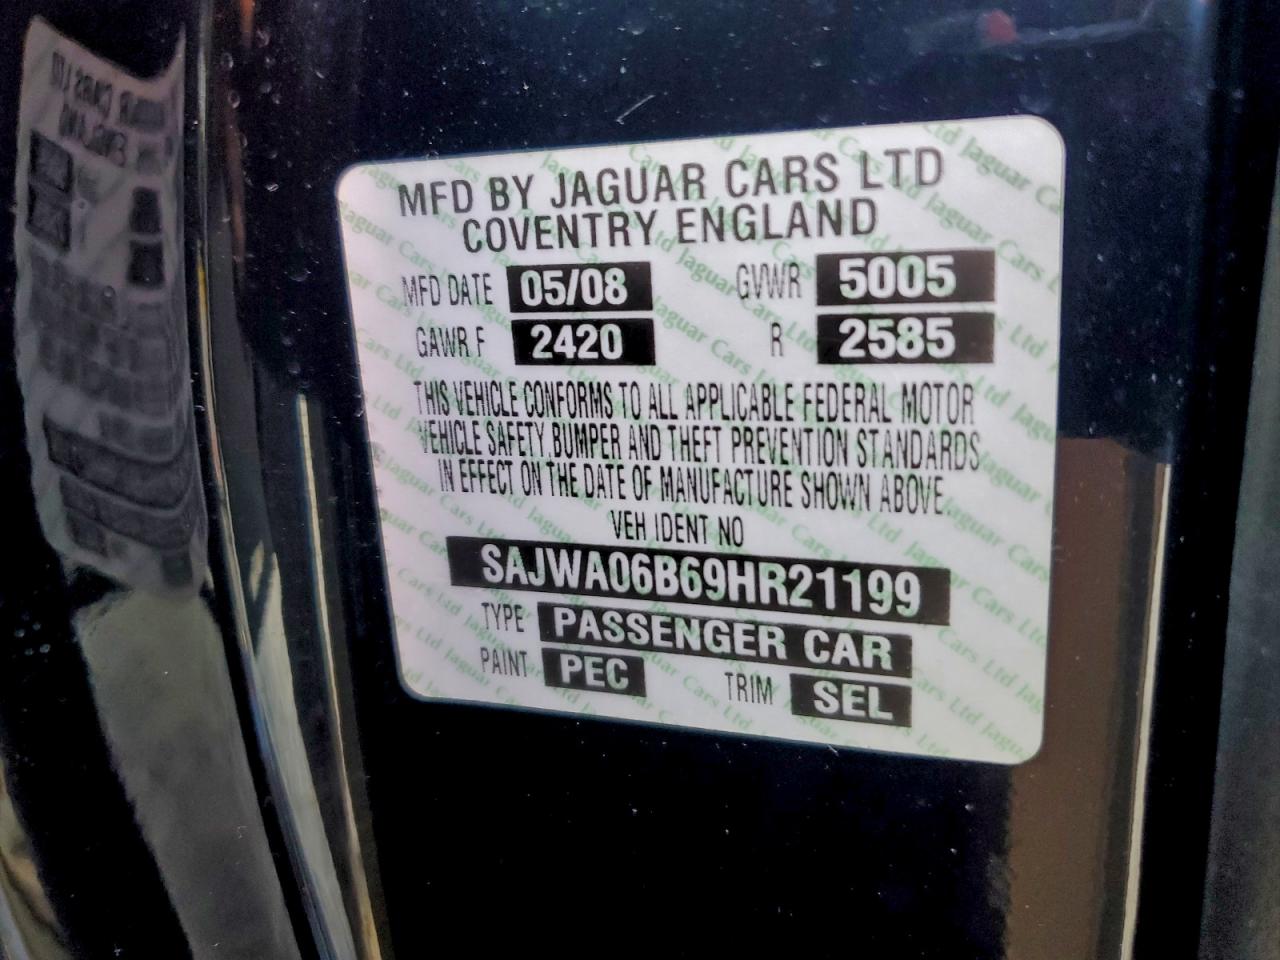 MFD BY JAGUAR CARS LTD
COVENTRY ENGLAND
MFD DATE 05/08 GVWR 5005
GAWR F 2420 R 2585
THIS VEHICLE CONFORMS TO ALL APPLICABLE FEDERAL MOTOR
VEHICLE SAFETY, BUMPER AND THEFT PREVENTION STANDARDS
IN EFFECT ON THE DATE OF MANUFACTURE SHOWN ABOVE.
VEH IDENT NO
SAJWA06B69HR21199
TYPE PASSENGER CAR
PAINT PEC TRIM SEL